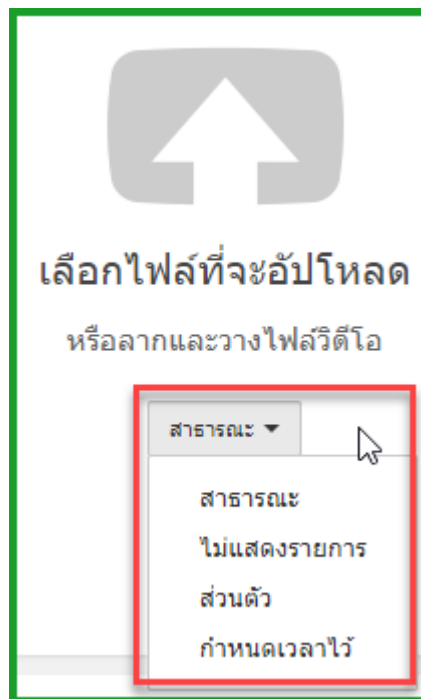 เลือกไฟล์ที่จะอัปโหลด
หรือลากและวางไฟล์วิดีโอ
สาธารณะ
สาธารณะ
ไม่แสดงรายการ
ส่วนตัว
กำหนดเวลาไว้